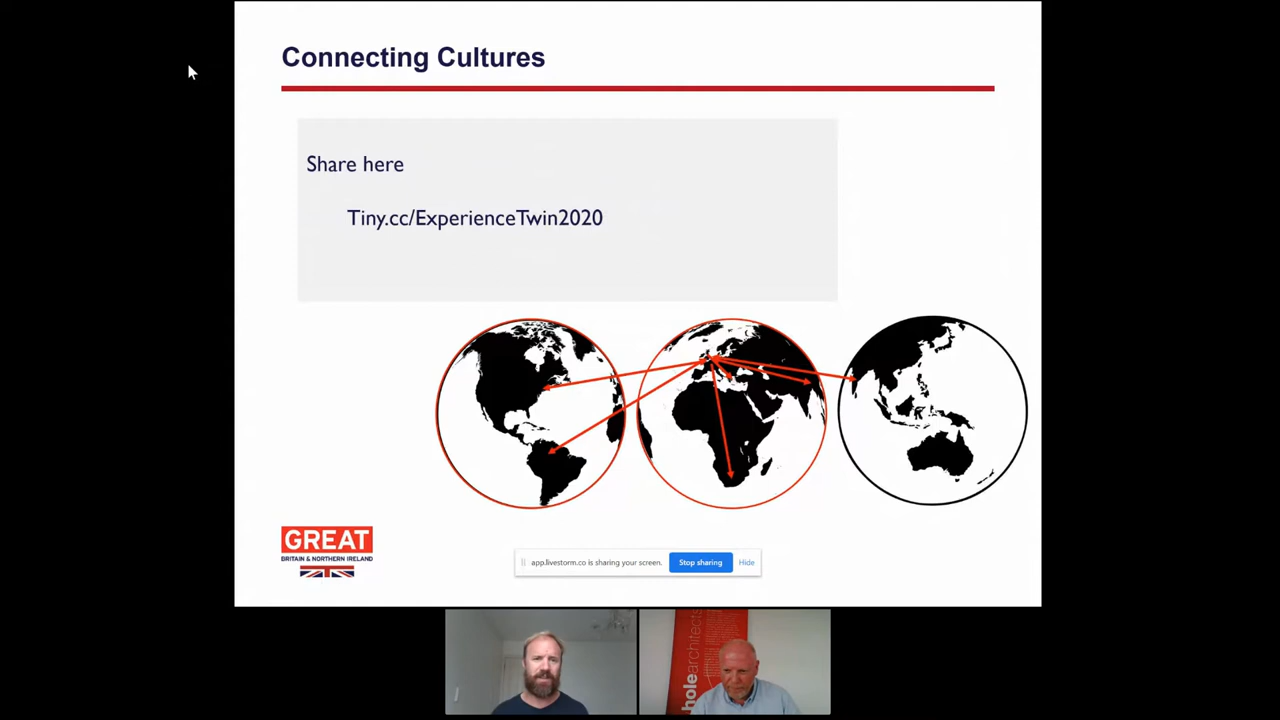 Connecting Cultures
Share here
Tiny.cc/ExperienceTwin2020
GREAT
BRITAIN & NORTHERN IRELAND
app.livestorm.co is sharing your screen.
Stop sharing
Hide
holearchitects